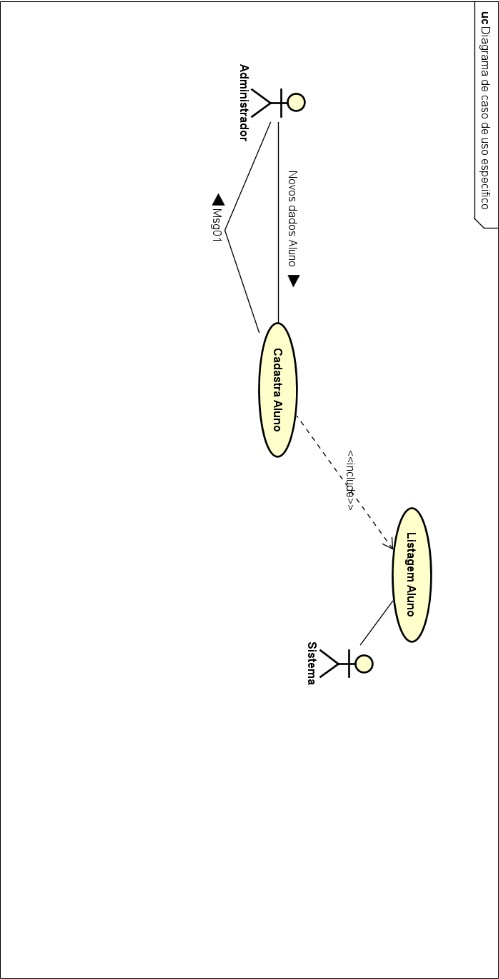 uc Diagrama de caso de uso especifico
Listagem Aluno
<<include>>
Sistema
Novos dados Aluno
Administrador
Cadastra Aluno
Msg01